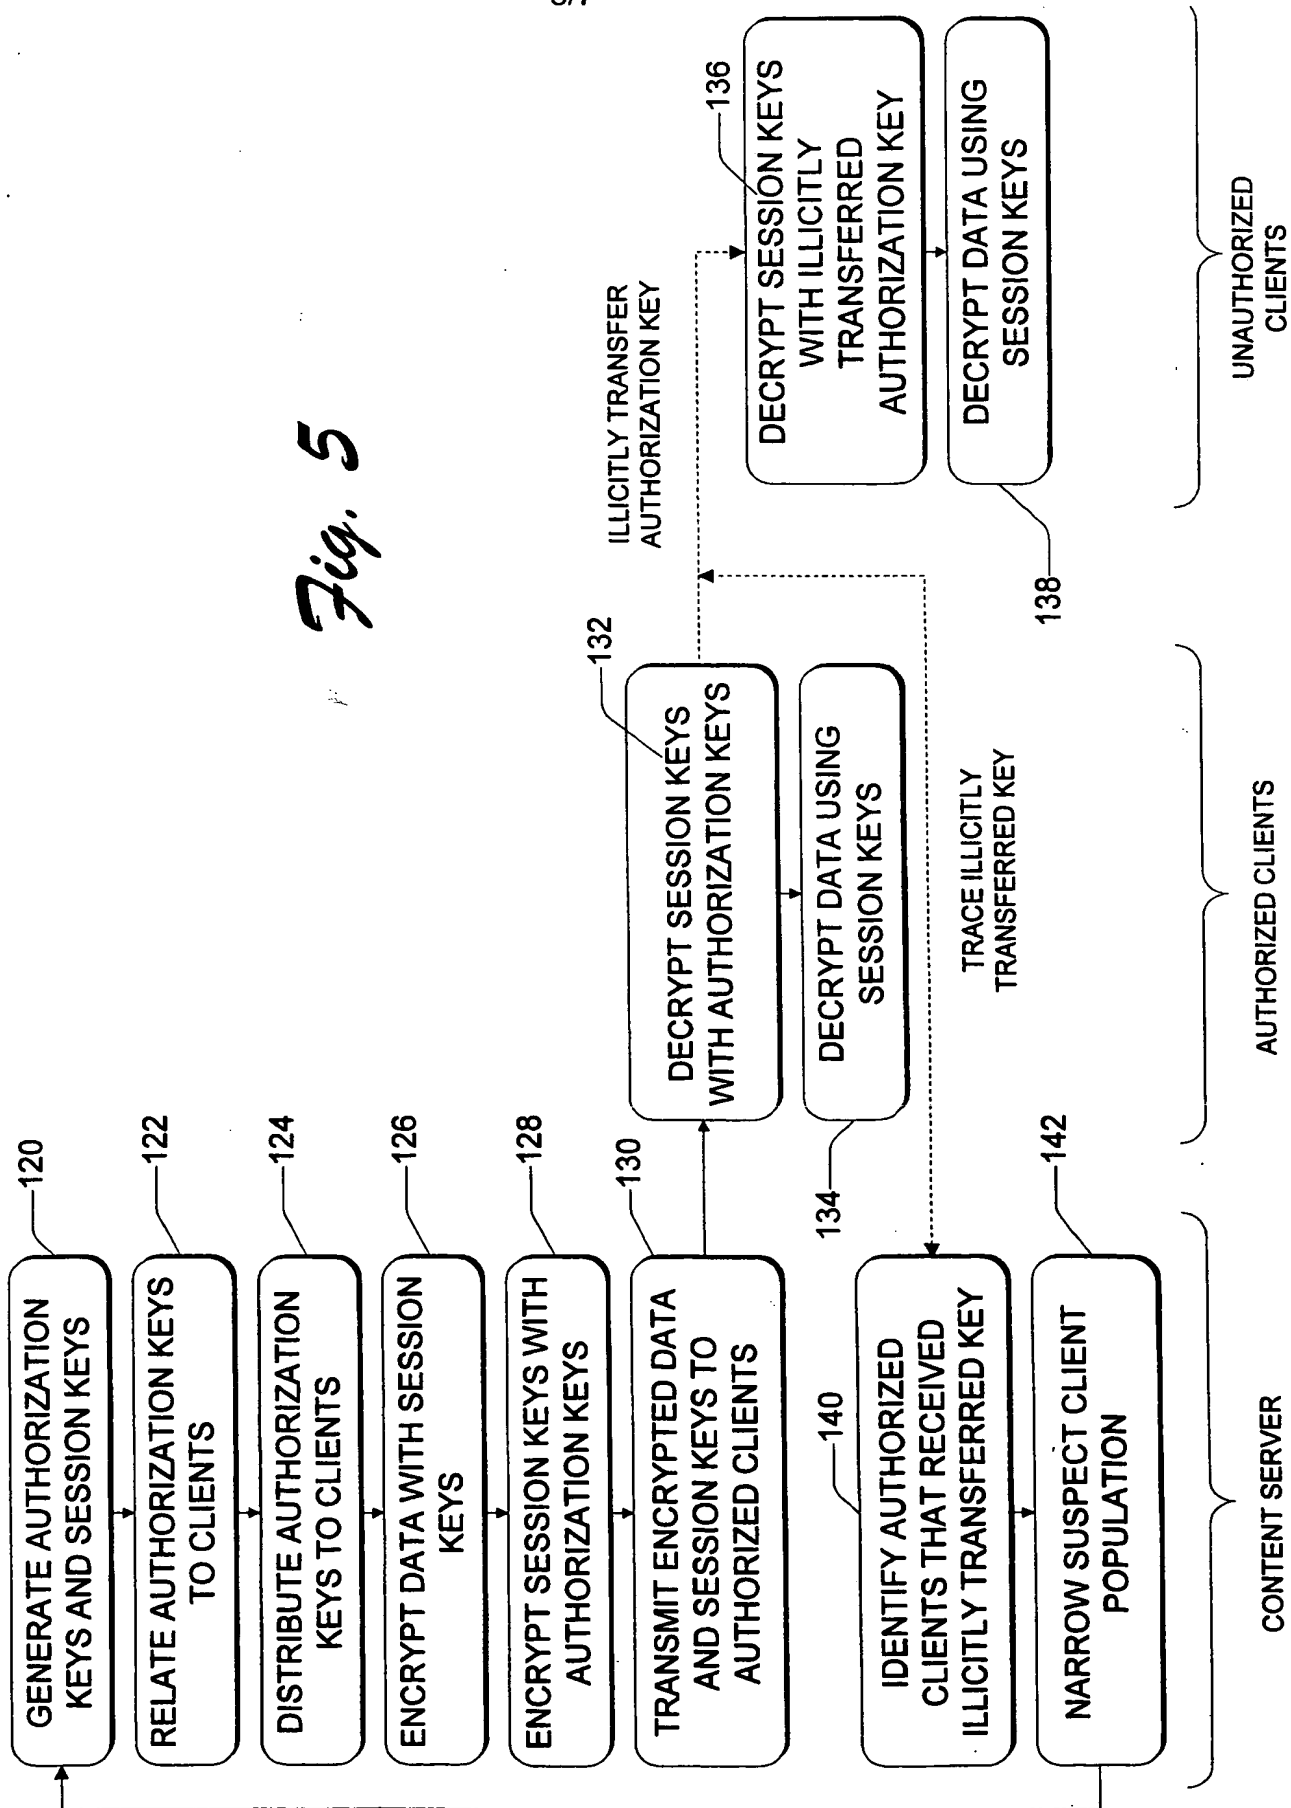 Fig. 5
GENERATE AUTHORIZATION
KEYS AND SESSION KEYS
120
RELATE AUTHORIZATION KEYS
TO CLIENTS
122
DISTRIBUTE AUTHORIZATION
KEYS TO CLIENTS
124
ENCRYPT DATA WITH SESSION
KEYS
126
ENCRYPT SESSION KEYS WITH
AUTHORIZATION KEYS
128
TRANSMIT ENCRYPTED DATA
AND SESSION KEYS TO
AUTHORIZED CLIENTS
130
DECRYPT SESSION KEYS
WITH AUTHORIZATION KEYS
132
DECRYPT DATA USING
SESSION KEYS
134
ILLICITLY TRANSFER
AUTHORIZATION KEY
DECRYPT SESSION KEYS
WITH ILLICITLY
TRANSFERRED
AUTHORIZATION KEY
136
DECRYPT DATA USING
SESSION KEYS
138
TRACE ILLICITLY
TRANSFERRED KEY
IDENTIFY AUTHORIZED
CLIENTS THAT RECEIVED
ILLICITLY TRANSFERRED KEY
140
NARROW SUSPECT CLIENT
POPULATION
142
CONTENT SERVER
AUTHORIZED CLIENTS
UNAUTHORIZED
CLIENTS